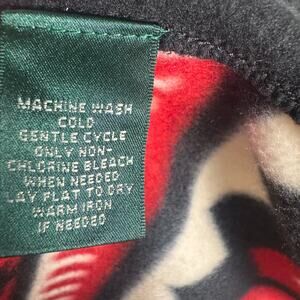 MACHINE WASH
COLD
GENTLE CYCLE
ONLY NON-
CHLORINE BLEACH
WHEN NEEDED
LAY FLAT TO DRY
WARM IRON
IF NEEDED